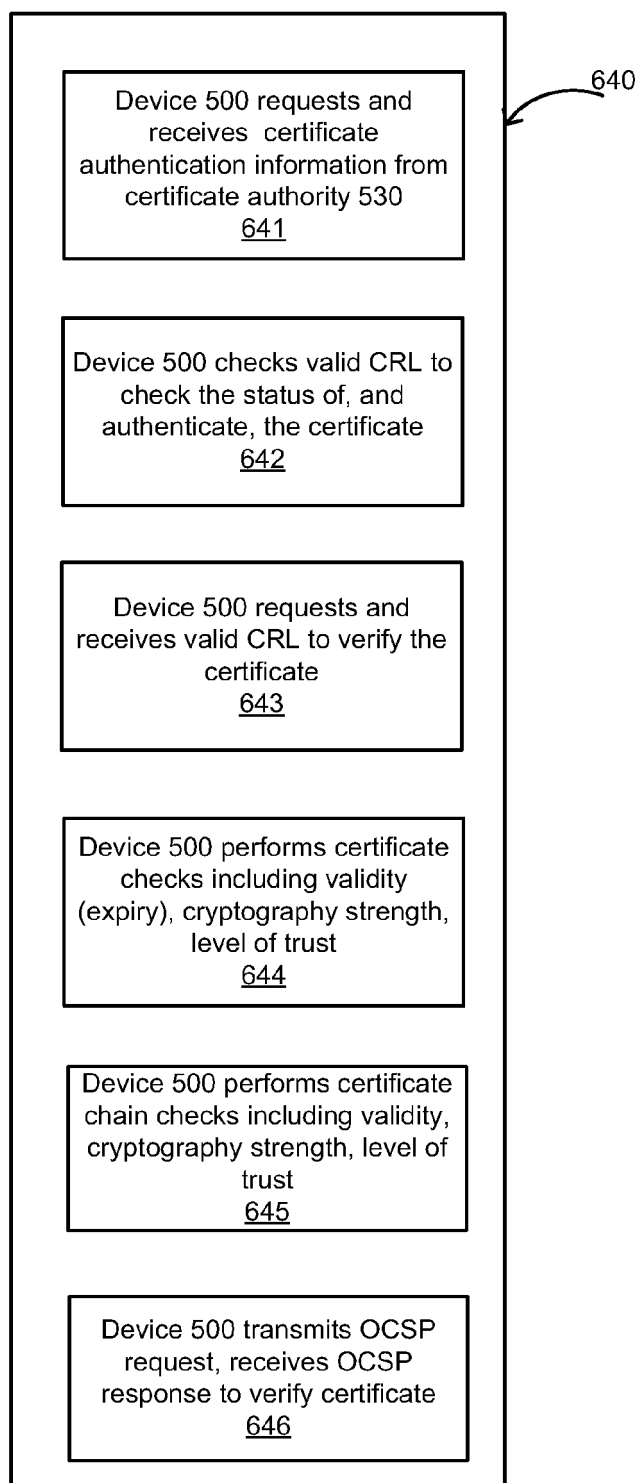 640
Device 500 requests and
receives certificate
authentication information from
certificate authority 530
641
Device 500 checks valid CRL to
check the status of, and
authenticate, the certificate
642
Device 500 requests and
receives valid CRL to verify the
certificate
643
Device 500 performs certificate
checks including validity
(expiry), cryptography strength,
level of trust
644
Device 500 performs certificate
chain checks including validity,
cryptography strength, level of
trust
645
Device 500 transmits OCSP
request, receives OCSP
response to verify certificate
646